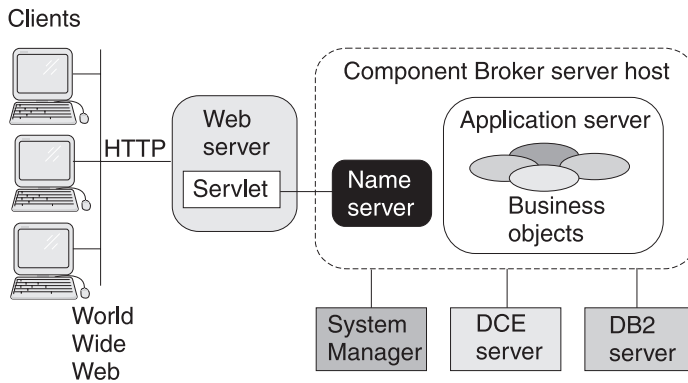 Clients
HTTP
World
Wide
Web
Web
server
Servlet
Component Broker server host
Name
server
Application server
Business
objects
System
Manager
DCE
server
DB2
server